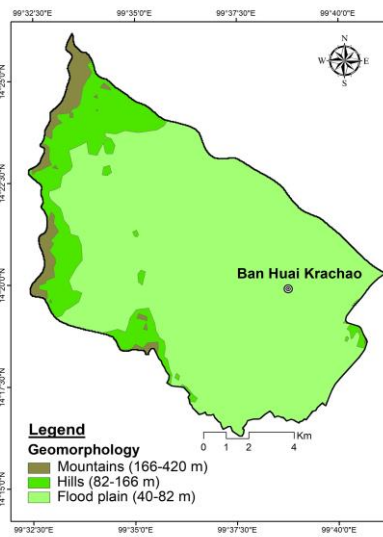 99°32'30"E 99°35'0"E 99°37'30"E 99°40'0"E
N
W E
S
14°25'0"N
14°22'30"N
14°20'0"N
14°17'30"N
14°15'0"N
Ban Huai Krachao
Legend
Geomorphology
Mountains (166-420 m)
Hills (82-166 m)
Flood plain (40-82 m)
Km
0 1 2 4
99°32'30"E 99°35'0"E 99°37'30"E 99°40'0"E